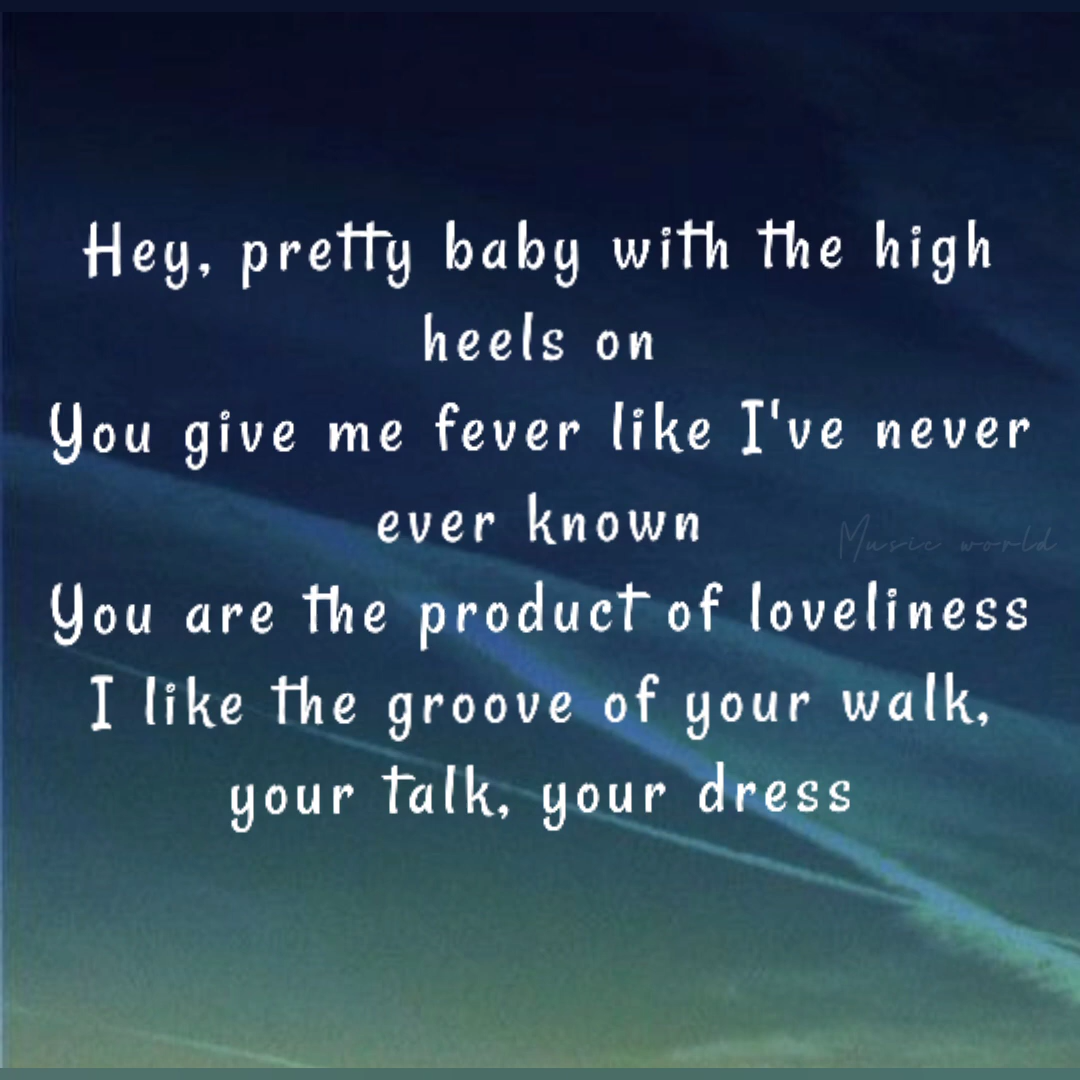 Hey, pretty baby with the high
heels on
You give me fever like I've never
ever known
Music world
You are the product of loveliness
I like the groove of your walk,
your talk, your dress